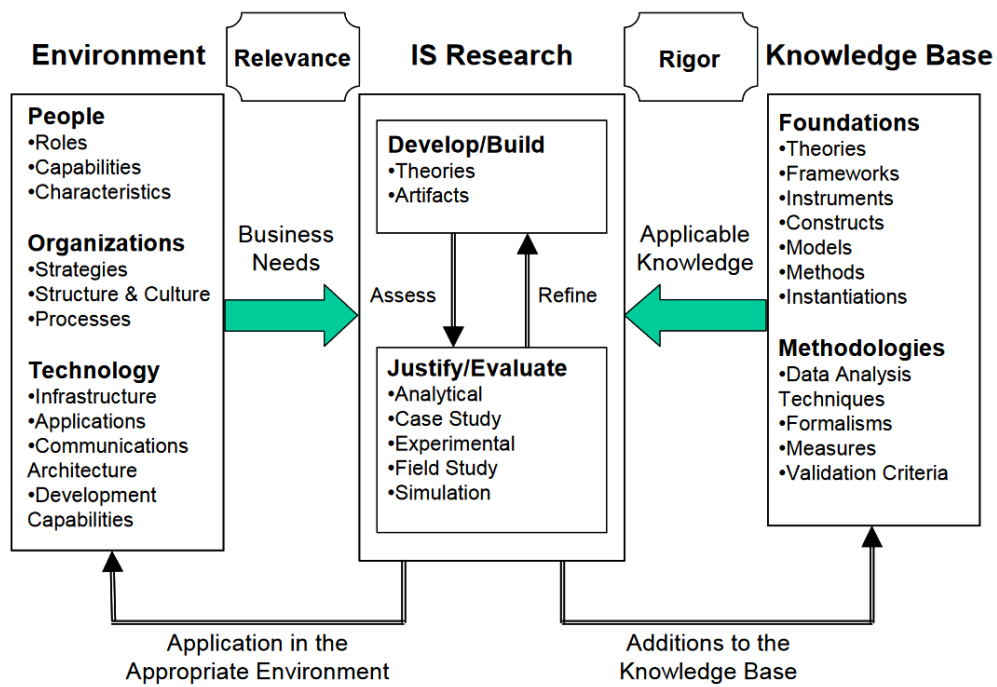 Environment
Relevance
IS Research
Rigor
Knowledge Base
People
•Roles
•Capabilities
•Characteristics
Organizations
•Strategies
•Structure & Culture
•Processes
Technology
•Infrastructure
•Applications
•Communications
Architecture
•Development
Capabilities
Business
Needs
Develop/Build
•Theories
•Artifacts
Assess
Refine
Justify/Evaluate
•Analytical
•Case Study
•Experimental
•Field Study
•Simulation
Applicable
Knowledge
Foundations
•Theories
•Frameworks
•Instruments
•Constructs
•Models
•Methods
•Instantiations
Methodologies
•Data Analysis
Techniques
•Formalisms
•Measures
•Validation Criteria
Application in the
Appropriate Environment
Additions to the
Knowledge Base